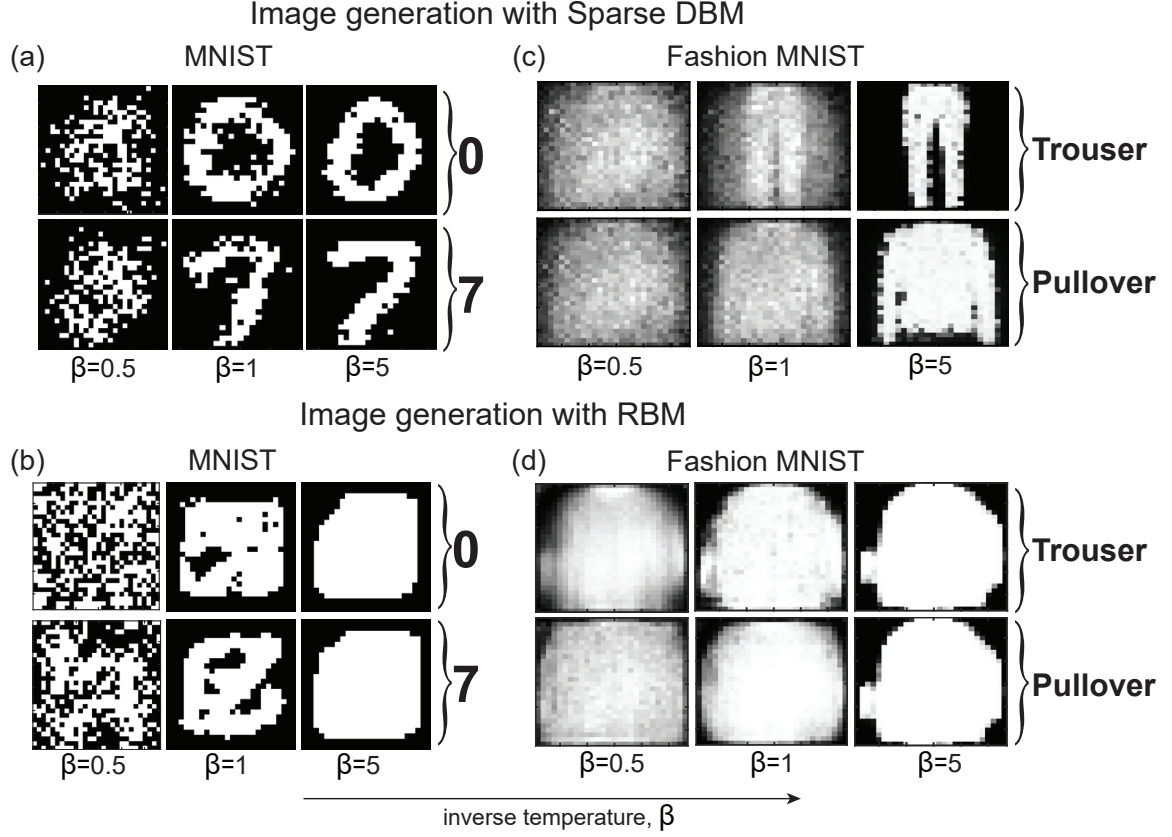 Image generation with Sparse DBM
(a) MNIST
0
7
β=0.5 β=1 β=5
(c) Fashion MNIST
Trouser
Pullover
β=0.5 β=1 β=5
Image generation with RBM
(b) MNIST
0
7
β=0.5 β=1 β=5
(d) Fashion MNIST
Trouser
Pullover
β=0.5 β=1 β=5
inverse temperature, β